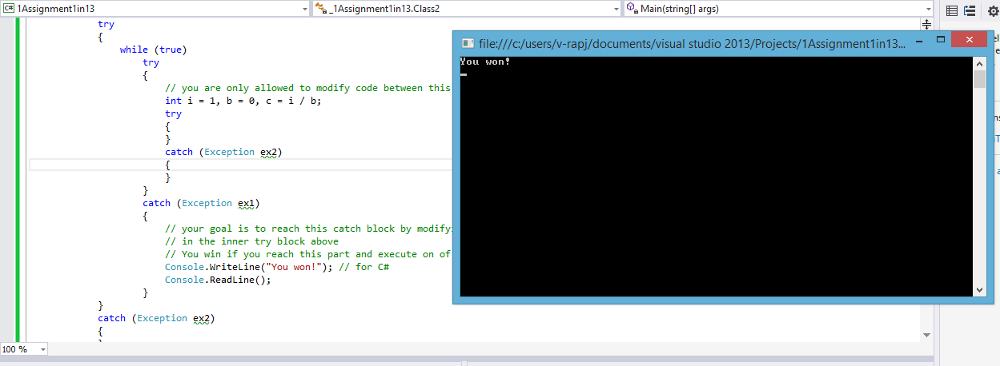 C# 1Assignment1in13
_1Assignment1in13.Class2
Main(string[] args)
try
{
while (true)
try
{
// you are only allowed to modify code between this
int i = 1, b = 0, c = i / b;
try
{
}
catch (Exception ex2)
{
}
}
catch (Exception ex1)
{
// your goal is to reach this catch block by modify
// in the inner try block above
// You win if you reach this part and execute on of
Console.WriteLine("You won!"); // for C#
Console.ReadLine();
}
}
catch (Exception ex2)
{
100 %
file:///c:/users/v-rapj/documents/visual studio 2013/Projects/1Assignment1in13...
You won!